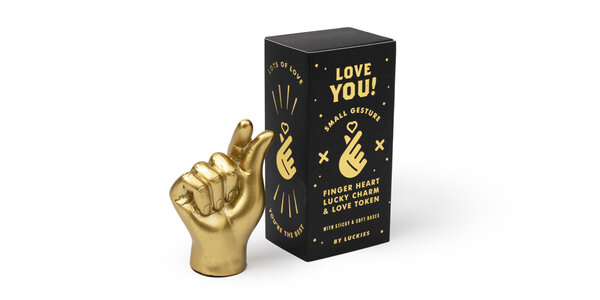 LOTS OF LOVE
YOU'RE THE BEST
LOVE
YOU!
SMALL GESTURE
FINGER HEART
LUCKY CHARM
& LOVE TOKEN
WITH STICKY & SOFT BASES
BY LUCKIES